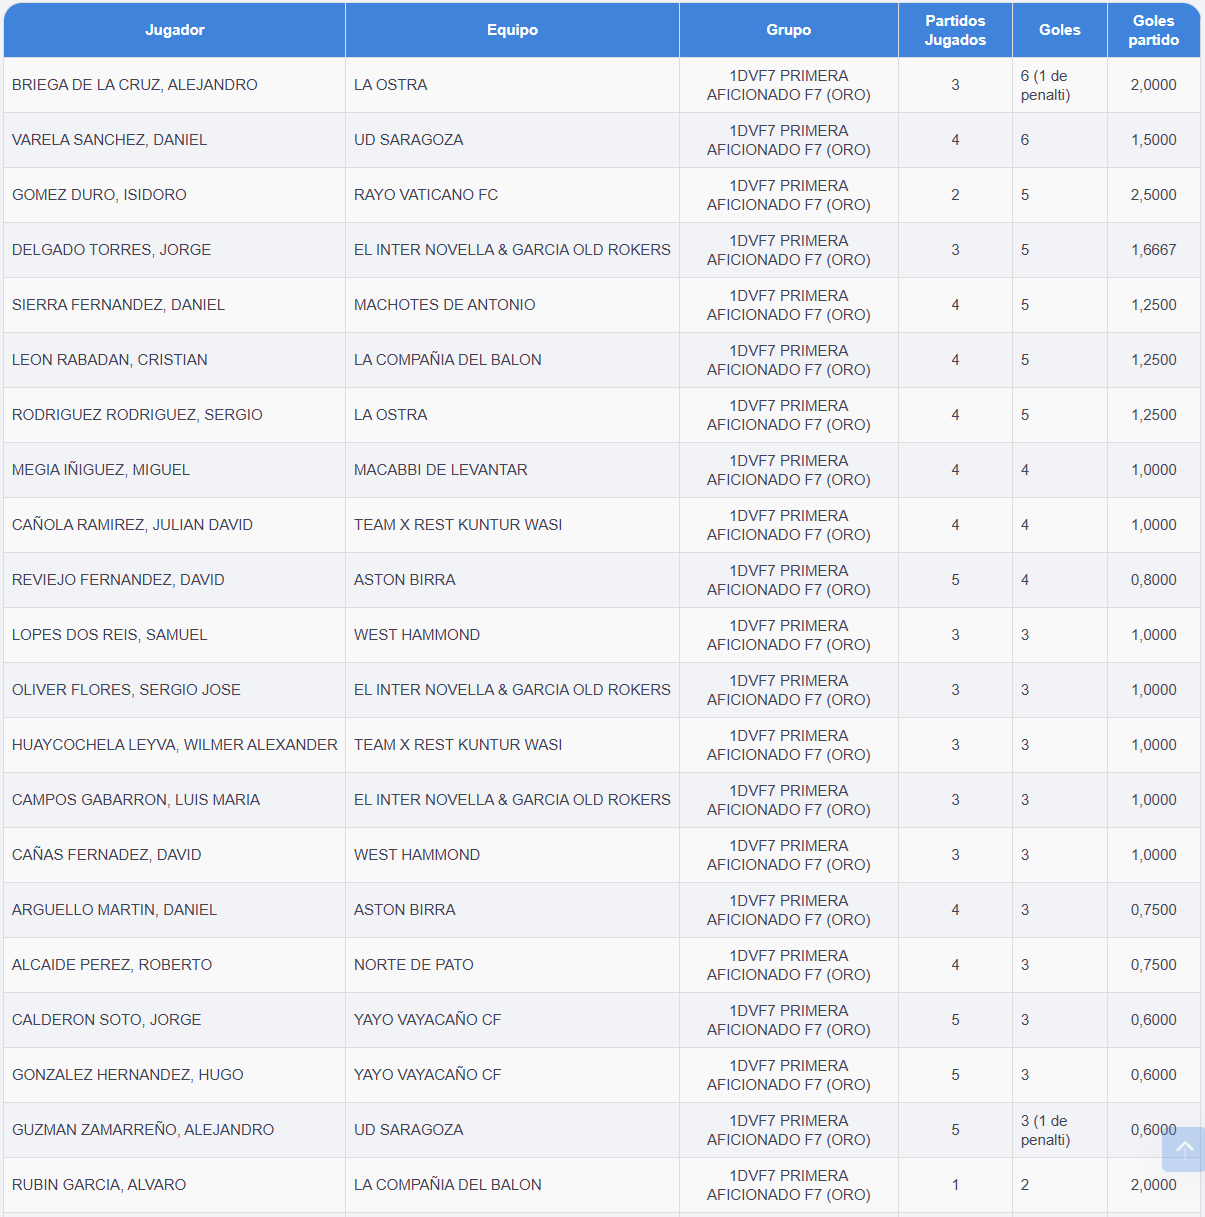 Jugador Equipo Grupo Partidos Jugados Goles Goles partido
BRIEGA DE LA CRUZ, ALEJANDRO LA OSTRA 1DVF7 PRIMERA AFICIONADO F7 (ORO) 3 6 (1 de penalti) 2,0000
VARELA SANCHEZ, DANIEL UD SARAGOZA 1DVF7 PRIMERA AFICIONADO F7 (ORO) 4 6 1,5000
GOMEZ DURO, ISIDORO RAYO VATICANO FC 1DVF7 PRIMERA AFICIONADO F7 (ORO) 2 5 2,5000
DELGADO TORRES, JORGE EL INTER NOVELLA & GARCIA OLD ROKERS 1DVF7 PRIMERA AFICIONADO F7 (ORO) 3 5 1,6667
SIERRA FERNANDEZ, DANIEL MACHOTES DE ANTONIO 1DVF7 PRIMERA AFICIONADO F7 (ORO) 4 5 1,2500
LEON RABADAN, CRISTIAN LA COMPAÑIA DEL BALON 1DVF7 PRIMERA AFICIONADO F7 (ORO) 4 5 1,2500
RODRIGUEZ RODRIGUEZ, SERGIO LA OSTRA 1DVF7 PRIMERA AFICIONADO F7 (ORO) 4 5 1,2500
MEGIA IÑIGUEZ, MIGUEL MACABBI DE LEVANTAR 1DVF7 PRIMERA AFICIONADO F7 (ORO) 4 4 1,0000
CAÑOLA RAMIREZ, JULIAN DAVID TEAM X REST KUNTUR WASI 1DVF7 PRIMERA AFICIONADO F7 (ORO) 4 4 1,0000
REVIEJO FERNANDEZ, DAVID ASTON BIRRA 1DVF7 PRIMERA AFICIONADO F7 (ORO) 5 4 0,8000
LOPES DOS REIS, SAMUEL WEST HAMMOND 1DVF7 PRIMERA AFICIONADO F7 (ORO) 3 3 1,0000
OLIVER FLORES, SERGIO JOSE EL INTER NOVELLA & GARCIA OLD ROKERS 1DVF7 PRIMERA AFICIONADO F7 (ORO) 3 3 1,0000
HUAYCOCHELA LEYVA, WILMER ALEXANDER TEAM X REST KUNTUR WASI 1DVF7 PRIMERA AFICIONADO F7 (ORO) 3 3 1,0000
CAMPOS GABARRON, LUIS MARIA EL INTER NOVELLA & GARCIA OLD ROKERS 1DVF7 PRIMERA AFICIONADO F7 (ORO) 3 3 1,0000
CAÑAS FERNADEZ, DAVID WEST HAMMOND 1DVF7 PRIMERA AFICIONADO F7 (ORO) 3 3 1,0000
ARGUELLO MARTIN, DANIEL ASTON BIRRA 1DVF7 PRIMERA AFICIONADO F7 (ORO) 4 3 0,7500
ALCAIDE PEREZ, ROBERTO NORTE DE PATO 1DVF7 PRIMERA AFICIONADO F7 (ORO) 4 3 0,7500
CALDERON SOTO, JORGE YAYO VAYACAÑO CF 1DVF7 PRIMERA AFICIONADO F7 (ORO) 5 3 0,6000
GONZALEZ HERNANDEZ, HUGO YAYO VAYACAÑO CF 1DVF7 PRIMERA AFICIONADO F7 (ORO) 5 3 0,6000
GUZMAN ZAMARREÑO, ALEJANDRO UD SARAGOZA 1DVF7 PRIMERA AFICIONADO F7 (ORO) 5 3 (1 de penalti) 0,6000
RUBIN GARCIA, ALVARO LA COMPAÑIA DEL BALON 1DVF7 PRIMERA AFICIONADO F7 (ORO) 1 2 2,0000